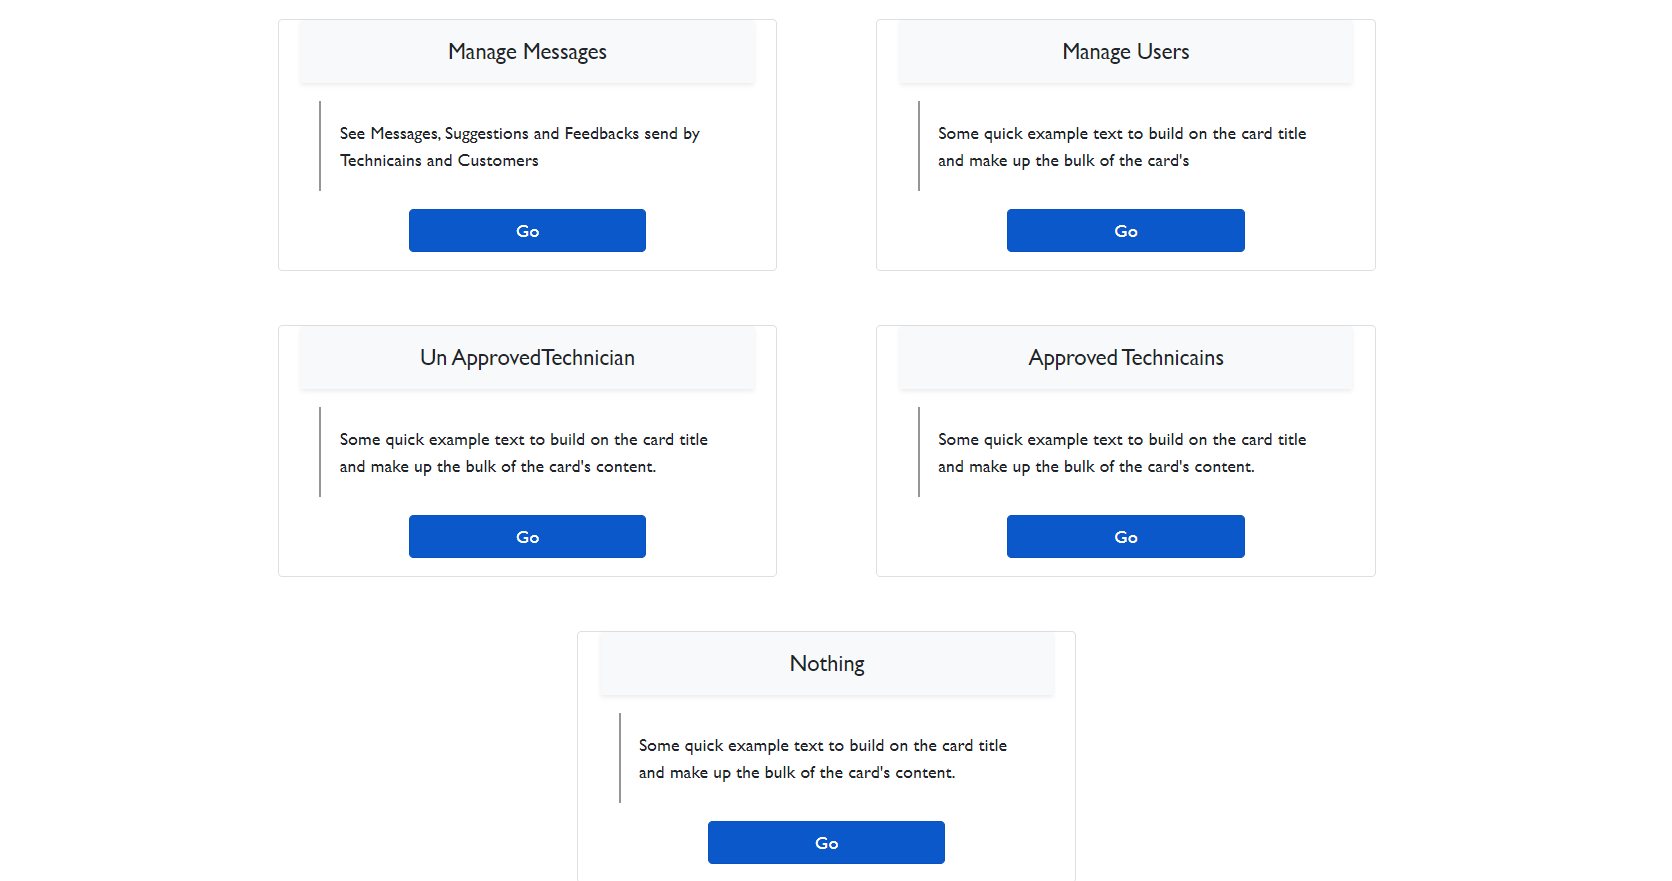 Manage Messages
See Messages, Suggestions and Feedbacks send by
Technicains and Customers
Go
Manage Users
Some quick example text to build on the card title
and make up the bulk of the card's
Go
Un ApprovedTechnician
Some quick example text to build on the card title
and make up the bulk of the card's content.
Go
Approved Technicains
Some quick example text to build on the card title
and make up the bulk of the card's content.
Go
Nothing
Some quick example text to build on the card title
and make up the bulk of the card's content.
Go